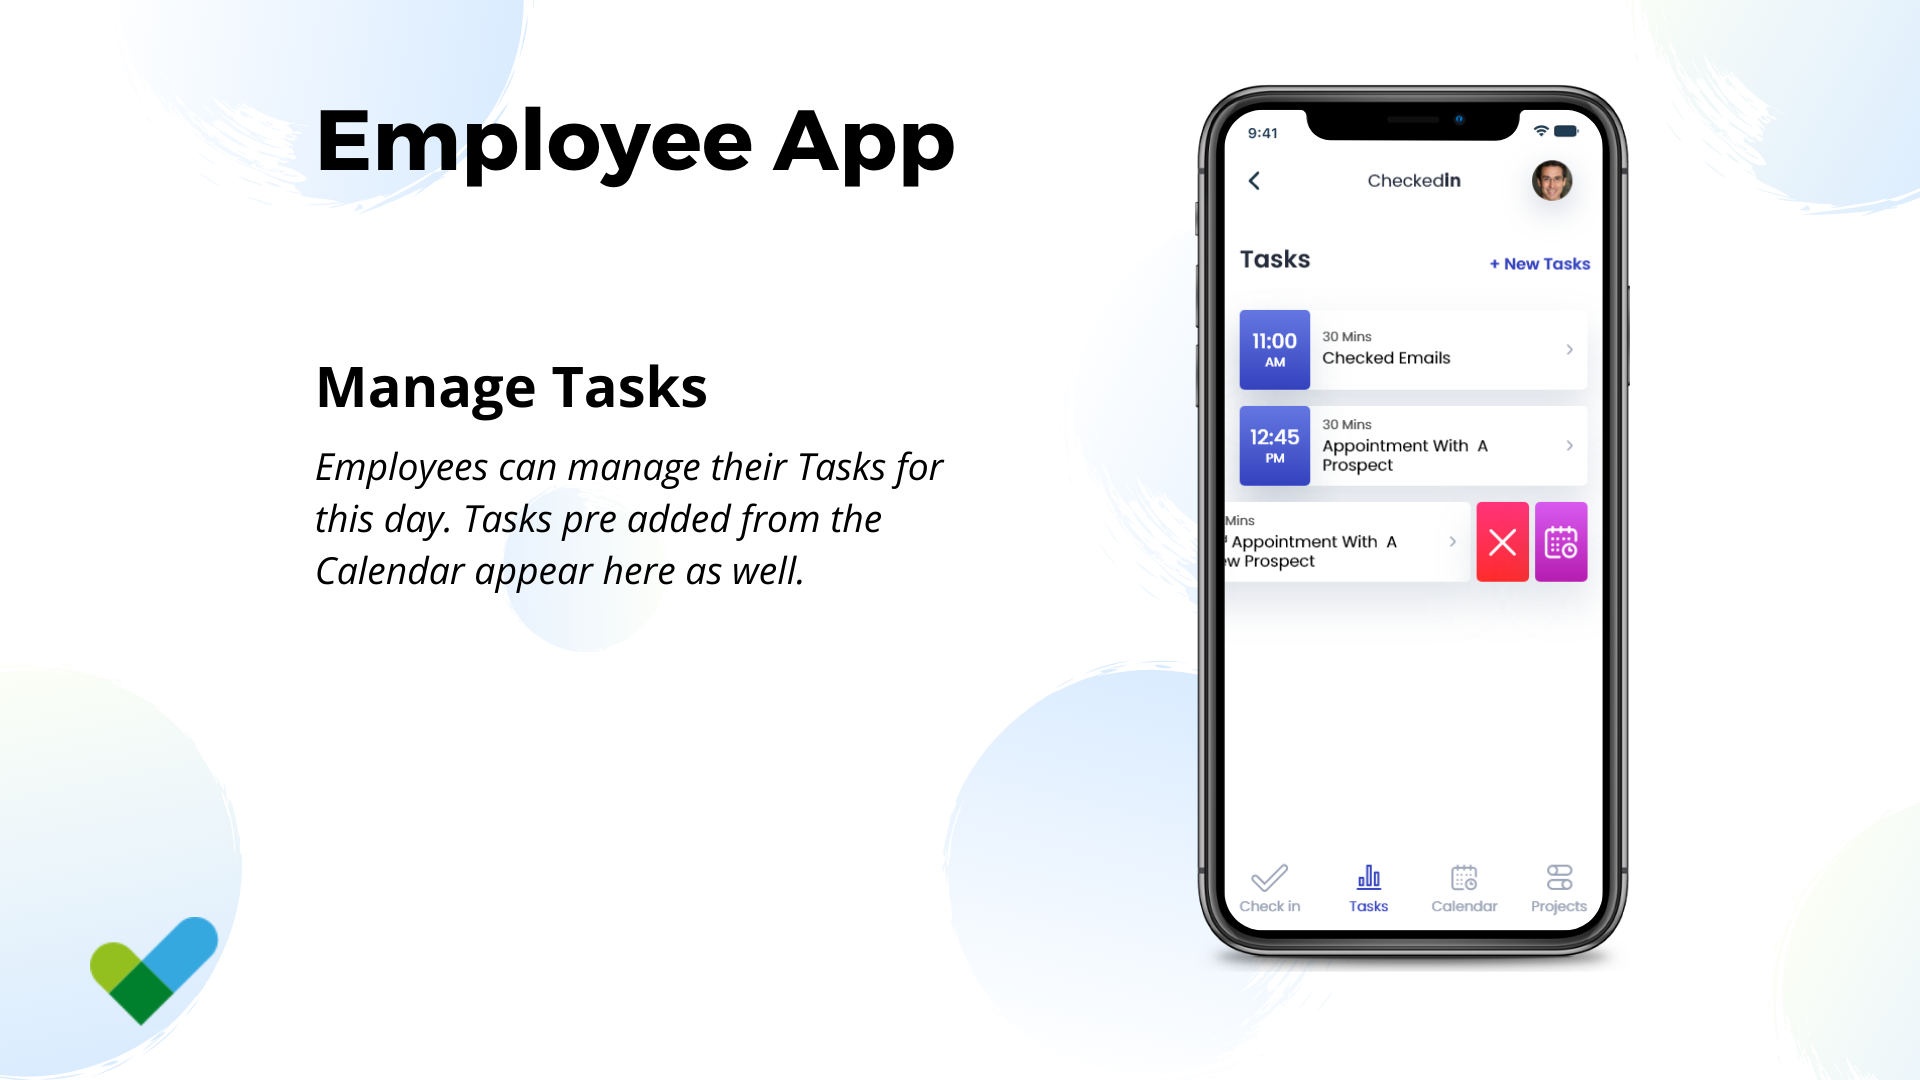 Employee App
Manage Tasks
Employees can manage their Tasks for
this day. Tasks pre added from the
Calendar appear here as well.
9:41
Checkedin
Tasks
+ New Tasks
11:00
AM
30 Mins
Checked Emails
12:45
PM
30 Mins
Appointment With A
Prospect
Mins
Appointment With A
ew Prospect
Check in
Tasks
Calendar
Projects